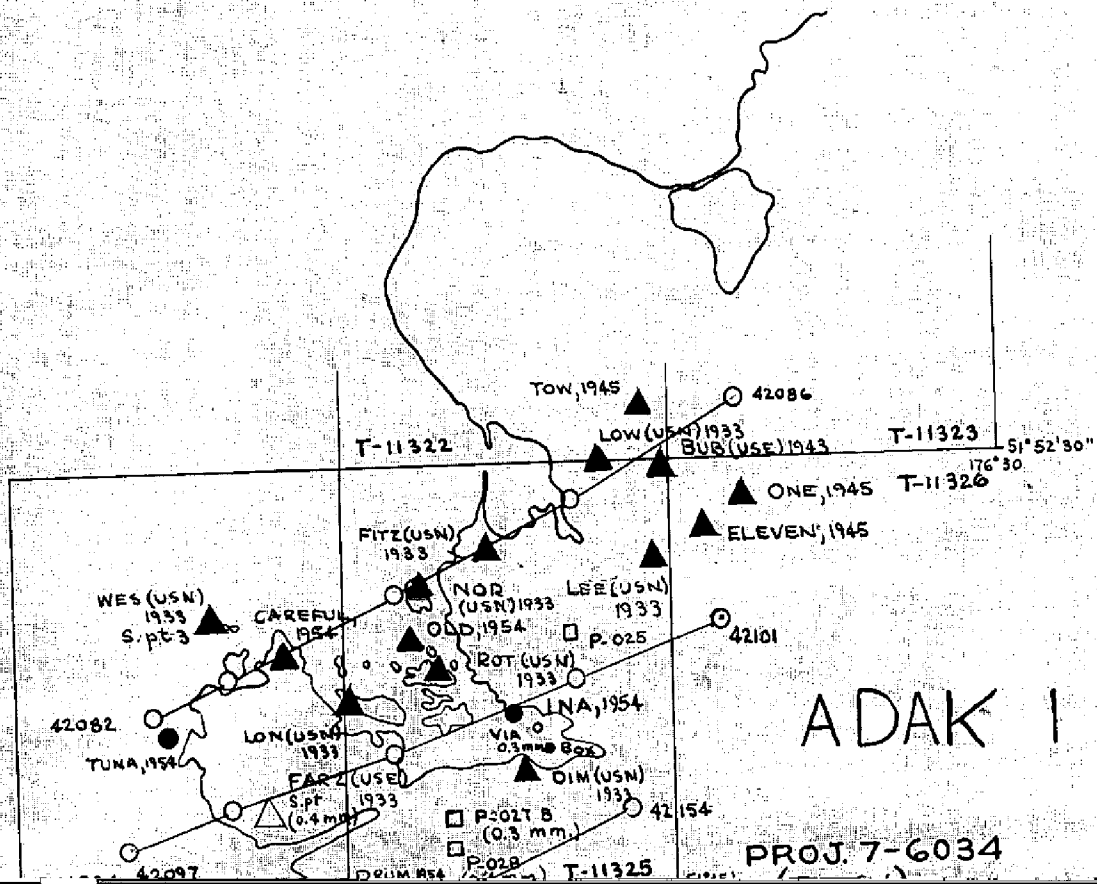 TOW, 1945
42086
LOW (USN) 1933
T-11322
BUB (USE) 1943
T-11323
51° 52' 30"
176° 30
ONE, 1945
T-11326
ELEVEN, 1945
FITZ (USN)
1933
NOR
(USN) 1933
LEE (USN)
1933
WES (USN)
1933
S. pt. 3
CAREFUL,
1954
OLD, 1954
P-025
42101
ROT (USN)
1933
ADAK I
LNA, 1954
42082
LON (USN)
1933
VIA
0.3 mm Box
TUNA, 1954
FARZ (USE)
1933
S. pt
(0.4 mm)
DIM (USN)
1933
42154
P-027 B
(0.3 mm.)
P-028
PROJ. 7-6034
42097
DRUM 1954
T-11325